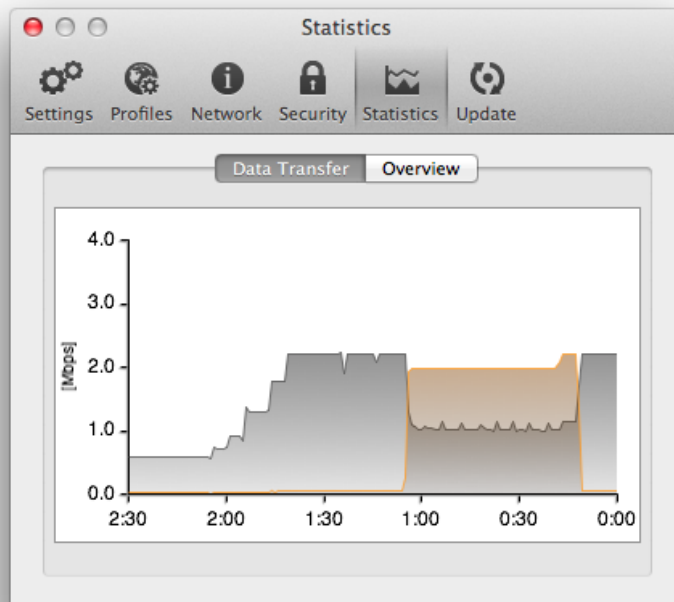 Statistics
Settings Profiles Network Security Statistics Update
Data Transfer Overview
4.0
3.0
[Mbps]
2.0
1.0
0.0
2:30 2:00 1:30 1:00 0:30 0:00